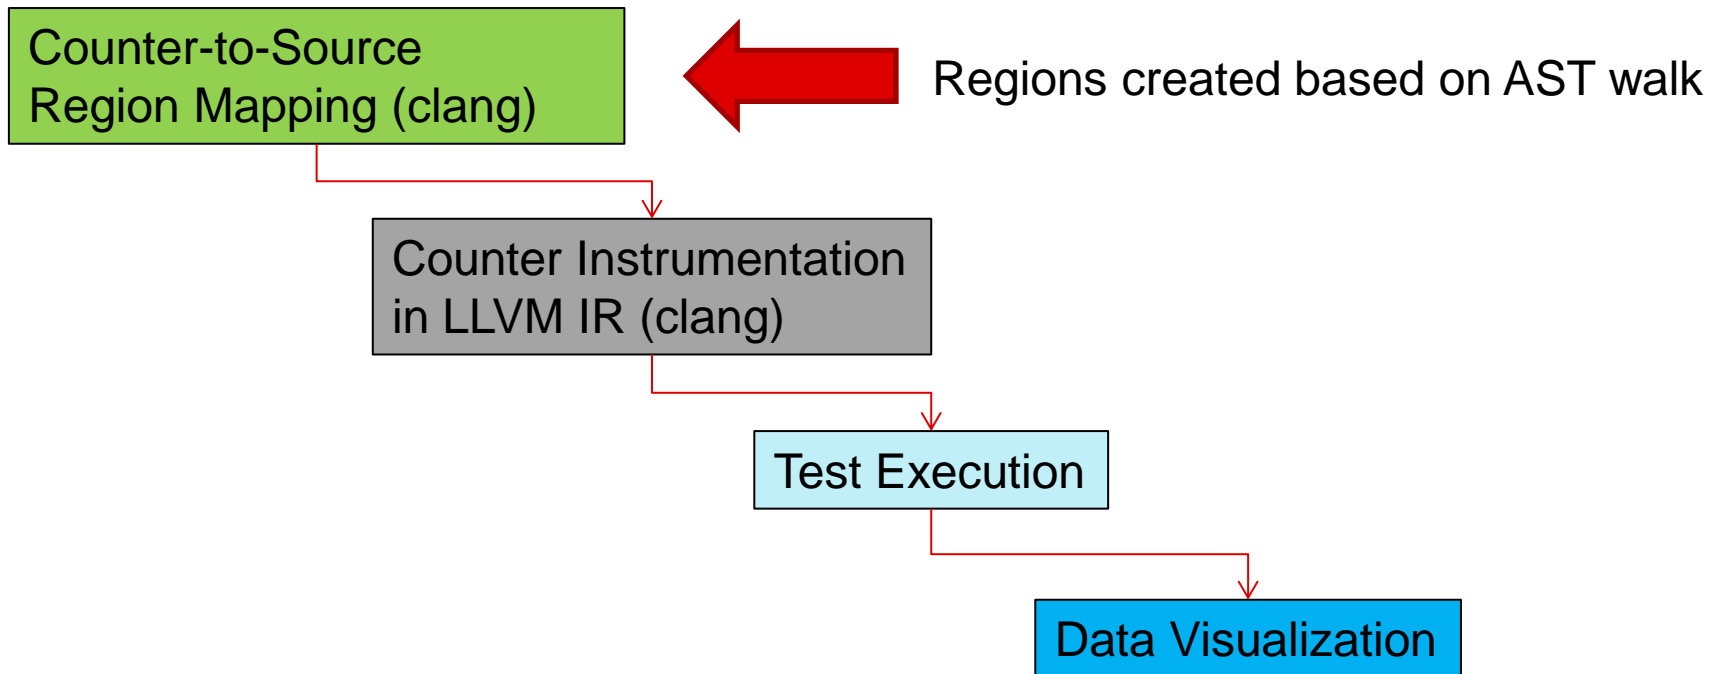 Counter-to-Source
Region Mapping (clang)
Regions created based on AST walk
Counter Instrumentation
in LLVM IR (clang)
Test Execution
Data Visualization